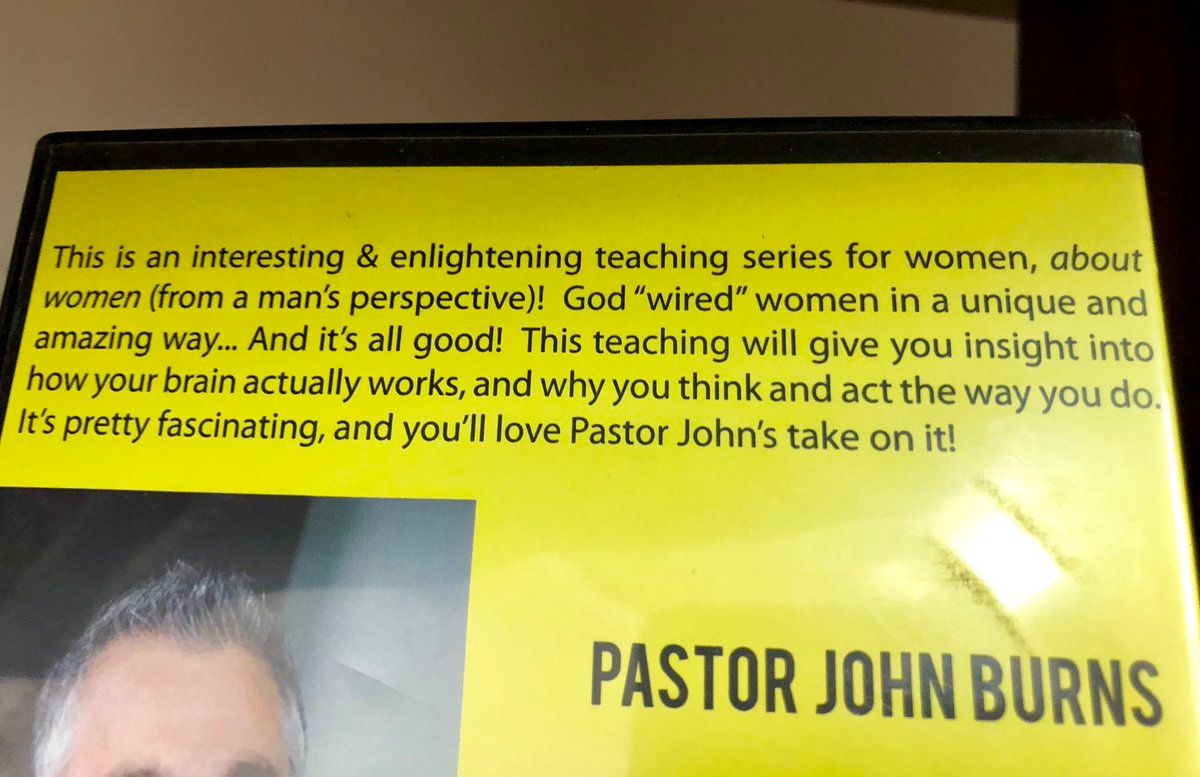 This is an interesting & enlightening teaching series for women, about
women (from a man's perspective)!  God “wired” women in a unique and
amazing way... And it's all good!  This teaching will give you insight into
how your brain actually works, and why you think and act the way you do.
It's pretty fascinating, and you'll love Pastor John's take on it!
PASTOR JOHN BURNS